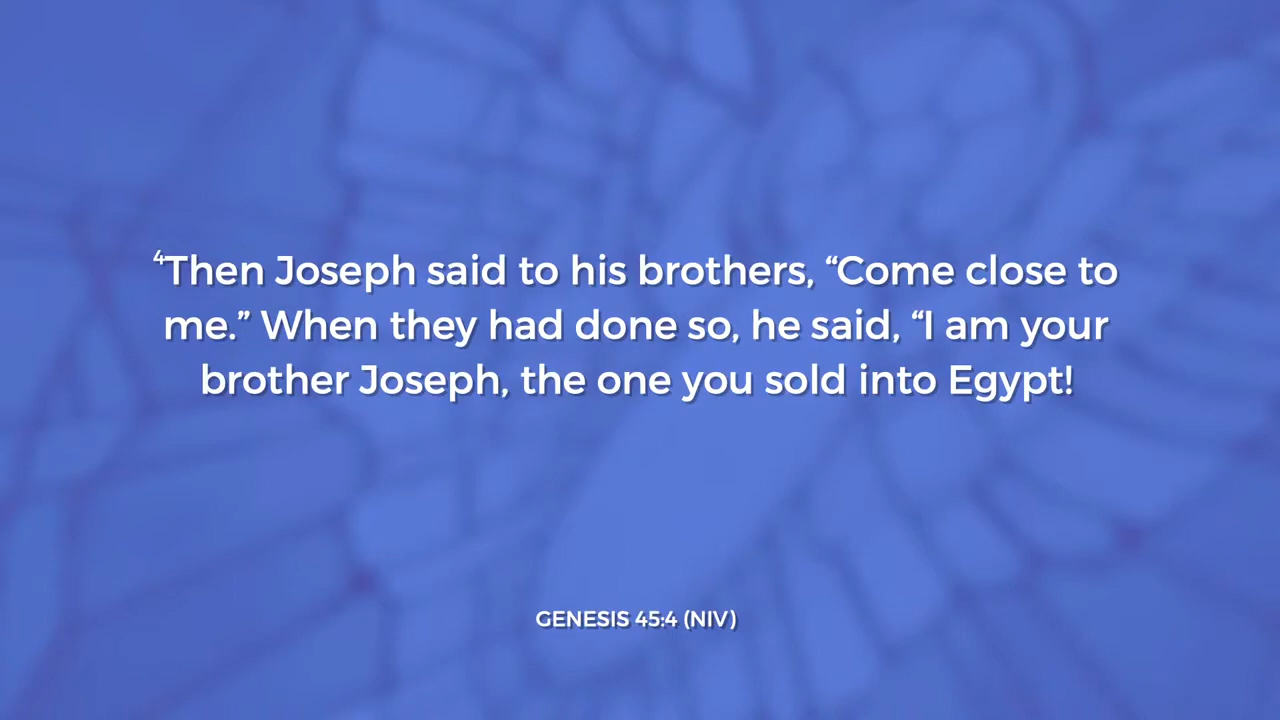 ⁴Then Joseph said to his brothers, “Come close to
me.” When they had done so, he said, “I am your
brother Joseph, the one you sold into Egypt!
GENESIS 45:4 (NIV)